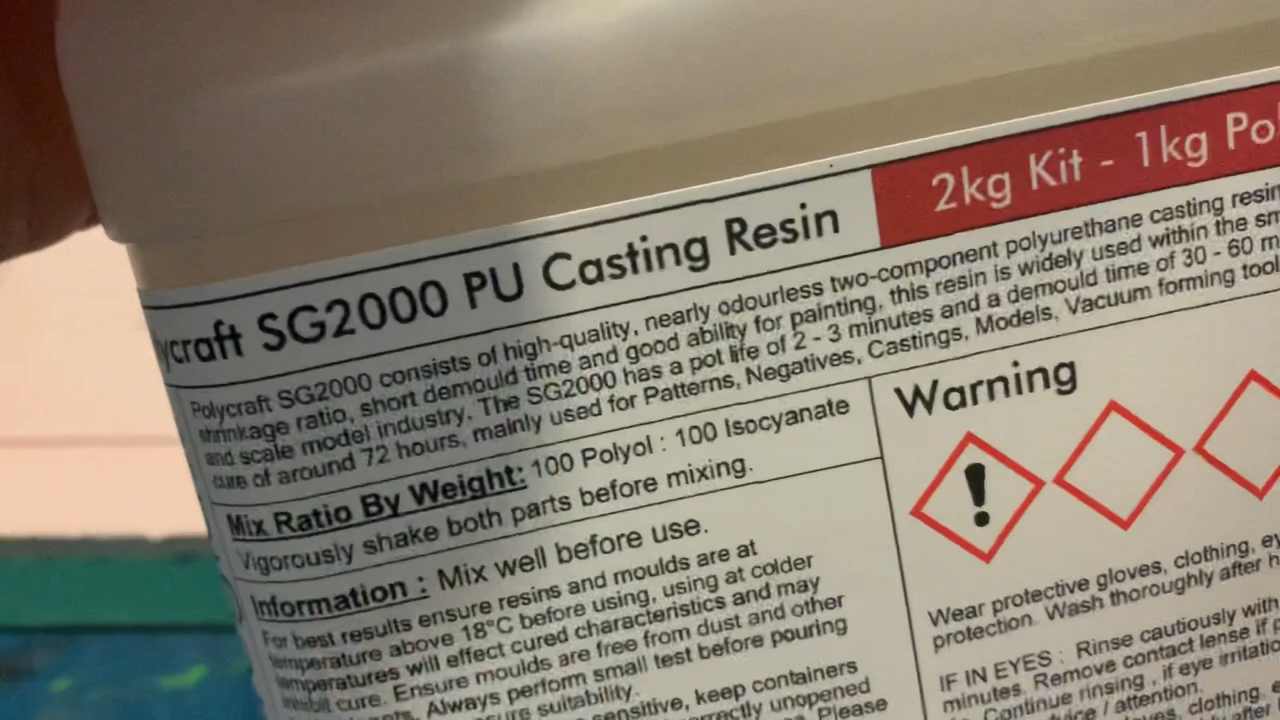 ycraft SG2000 PU Casting Resin
2kg Kit - 1kg Po
Polycraft SG2000 consists of high-quality, nearly odourless two-component polyurethane casting resin
shrinkage ratio, short demould time and good ability for painting, this resin is widely used within the sm
and scale model industry. The SG2000 has a pot life of 2 - 3 minutes and a demould time of 30 - 60 m
cure of around 72 hours, mainly used for Patterns, Negatives, Castings, Models, Vacuum forming tool
Mix Ratio By Weight: 100 Polyol : 100 Isocyanate
Vigorously shake both parts before mixing.
Information : Mix well before use.
For best results ensure resins and moulds are at
temperature above 18°C before using, using at colder
temperatures will effect cured characteristics and may
inhibit cure. Ensure moulds are free from dust and other
Always perform small test before pouring
suitability.
sensitive, keep containers
unopened
Please
Warning
Wear protective gloves, clothing, ey
protection. Wash thoroughly after h
IF IN EYES : Rinse cautiously with
minutes. Remove contact lense if p
Continue rinsing , if eye irritatio
/ attention.
clothing